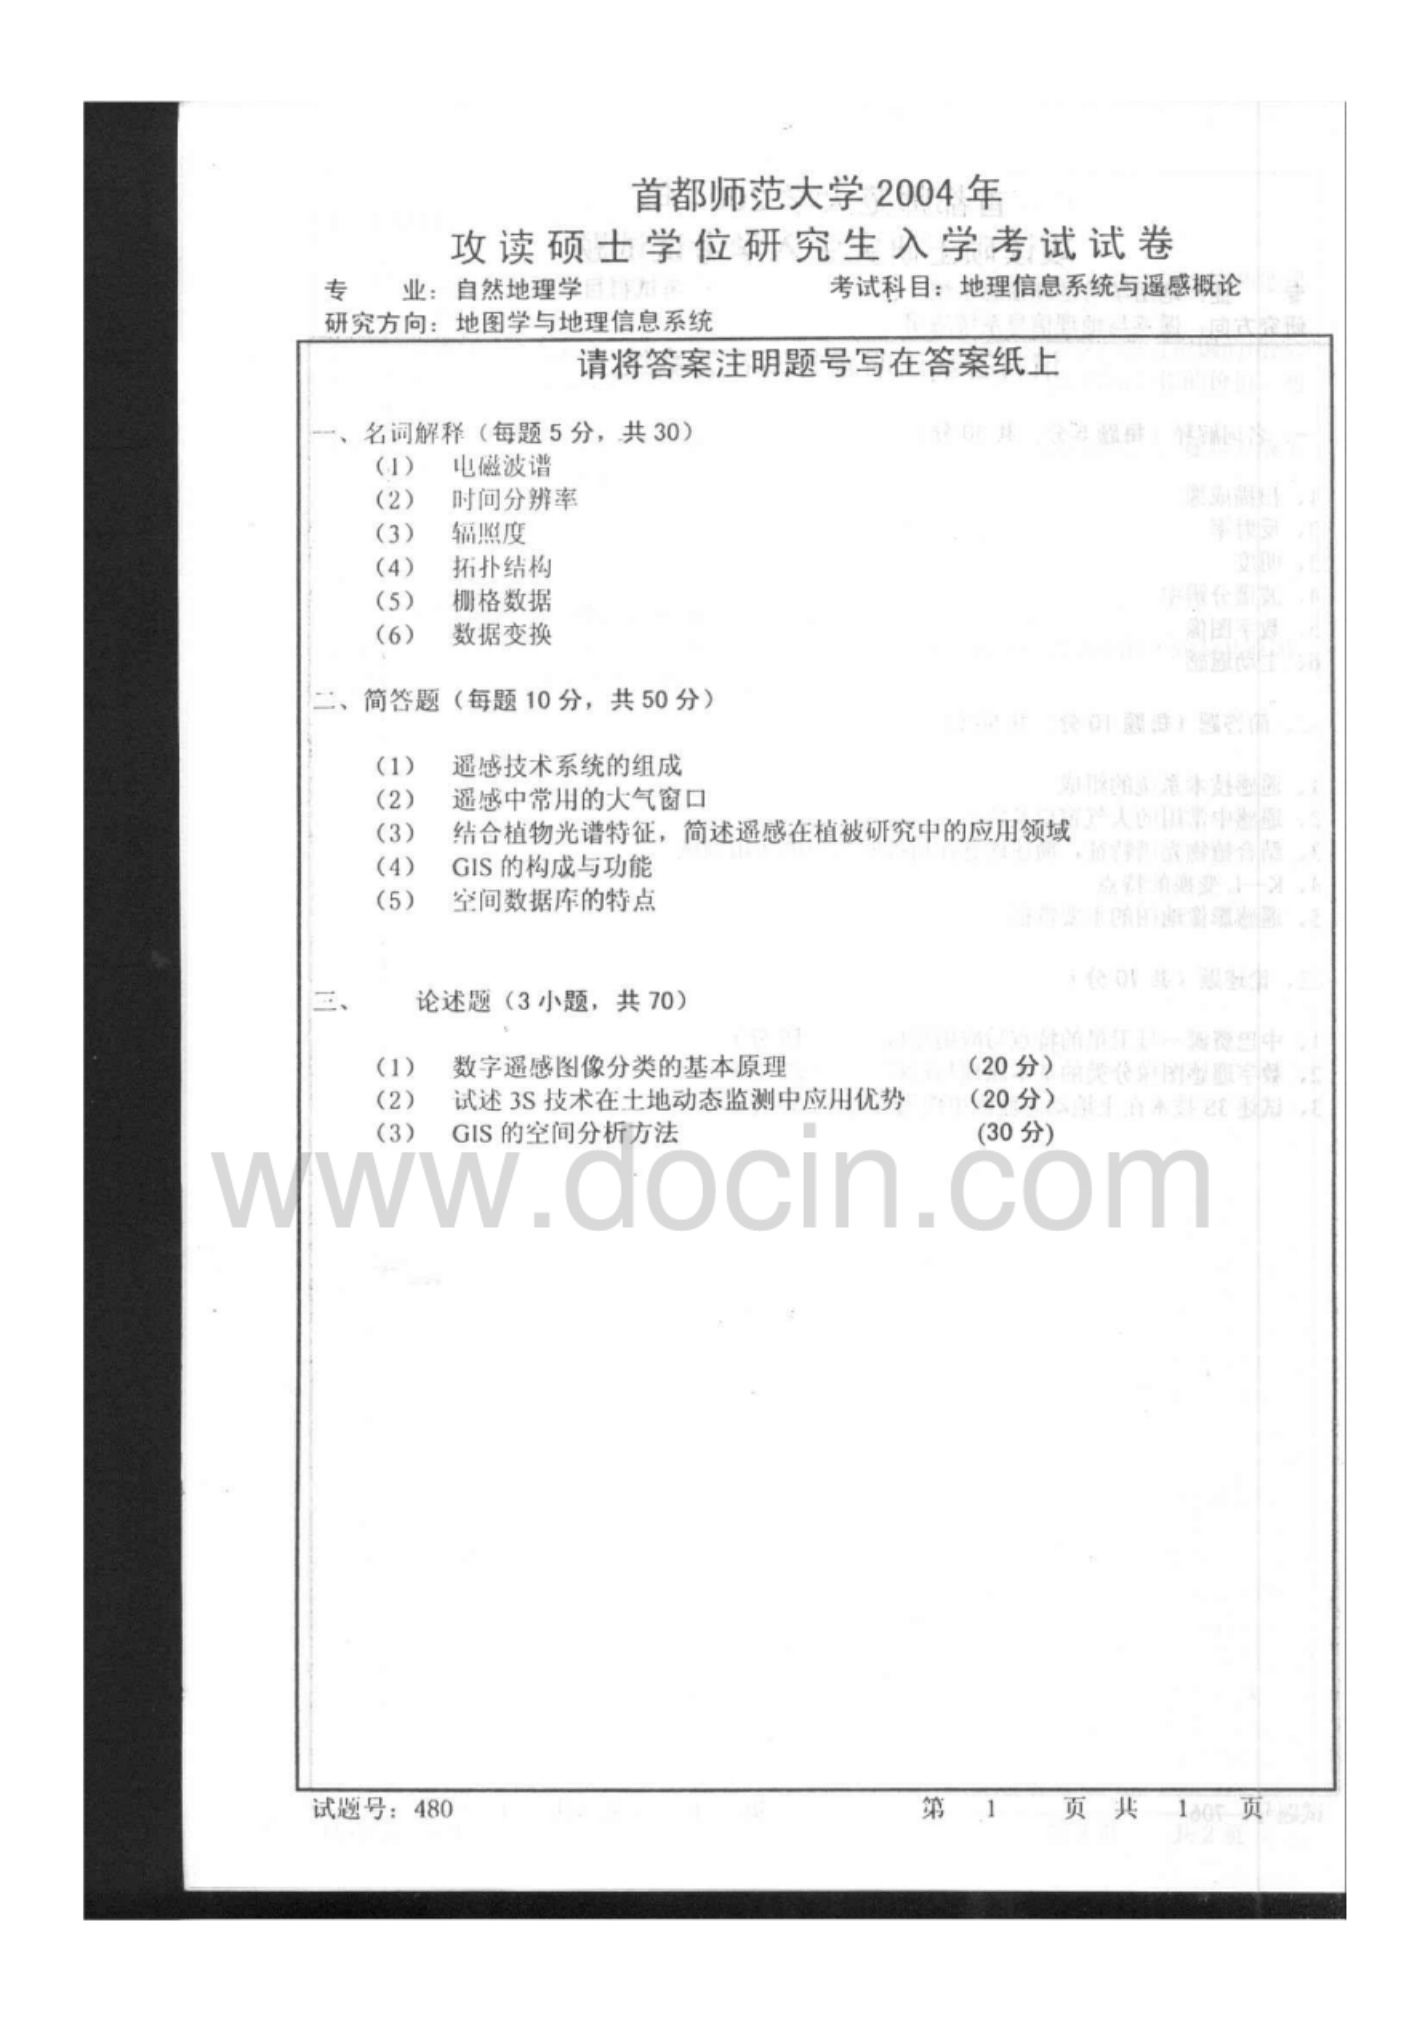 首都师范大学2004年
攻读硕士学位研究生入学考试试卷
专 业：自然地理学 考试科目：地理信息系统与遥感概论
研究方向：地图学与地理信息系统
请将答案注明题号写在答案纸上
一、名词解释（每题5分，共30）
（1） 电磁波谱
（2） 时间分辨率
（3） 辐照度
（4） 拓扑结构
（5） 栅格数据
（6） 数据变换
二、简答题（每题10分，共50分）
（1） 遥感技术系统的组成
（2） 遥感中常用的大气窗口
（3） 结合植物光谱特征，简述遥感在植被研究中的应用领域
（4） GIS的构成与功能
（5） 空间数据库的特点
三、 论述题（3小题，共70）
（1） 数字遥感图像分类的基本原理 （20分）
（2） 试述3S技术在土地动态监测中应用优势 （20分）
（3） GIS的空间分析方法 (30分)
www.docin.com
试题号：480 第 1 页 共 1 页